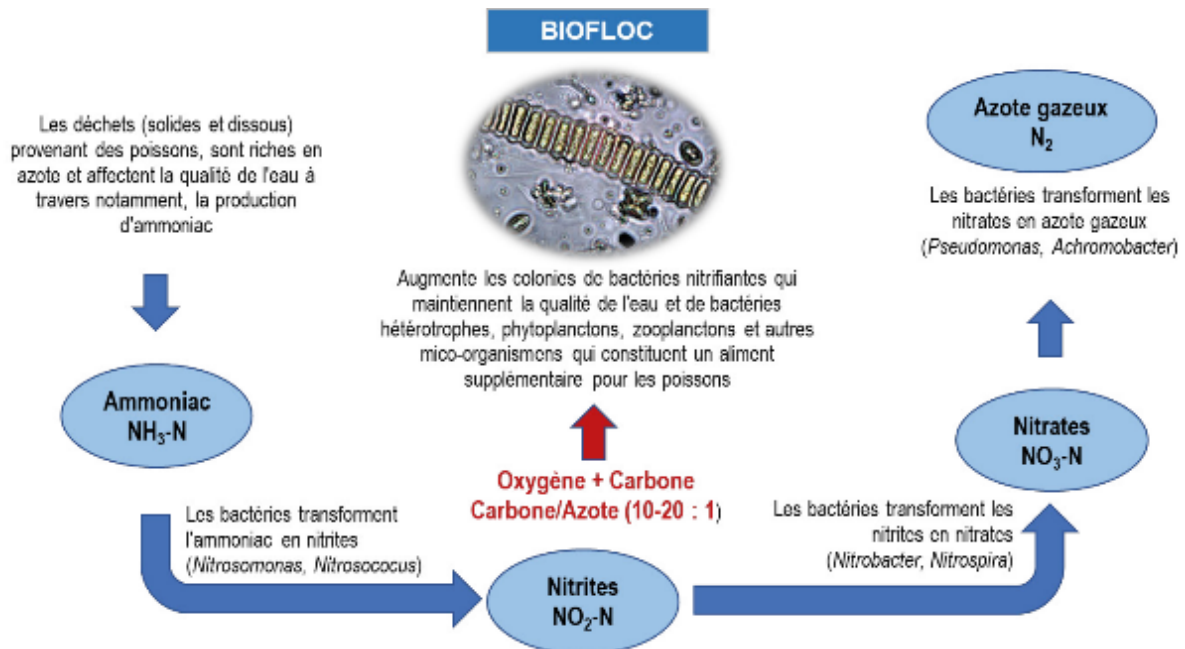 BIOFLOC
Les déchets (solides et dissous)
provenant des poissons, sont riches en
azote et affectent la qualité de l'eau à
travers notamment, la production
d'ammoniac
Ammoniac
NH₃-N
Les bactéries transforment
l'ammoniac en nitrites
(Nitrosomonas, Nitrosococus)
Augmente les colonies de bactéries nitrifiantes qui
maintiennent la qualité de l'eau et de bactéries
hétérotrophes, phytoplanctons, zooplanctons et autres
mico-organismens qui constituent un aliment
supplémentaire pour les poissons
Oxygène + Carbone
Carbone/Azote (10-20 : 1)
Nitrites
NO₂-N
Les bactéries transforment les
nitrites en nitrates
(Nitrobacter, Nitrospira)
Nitrates
NO₃-N
Les bactéries transforment les
nitrates en azote gazeux
(Pseudomonas, Achromobacter)
Azote gazeux
N₂